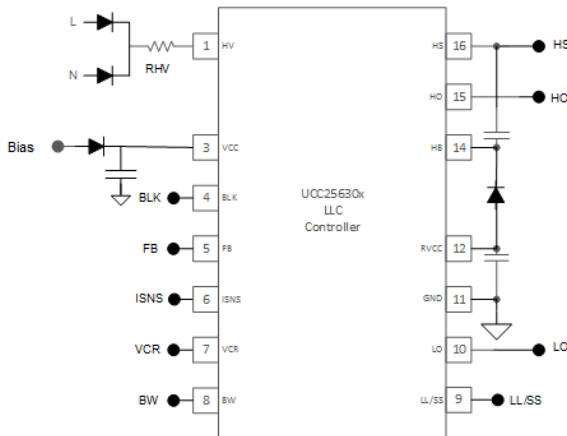 L
N
RHV
1 HV
HS 16
HS
HO 15
HO
Bias
3 VCC
HB 14
UCC25630x
LLC
Controller
BLK
4 BLK
FB
5 FB
RVCC 12
ISNS
6 ISNS
GND 11
VCR
7 VCR
LO 10
LO
BW
8 BW
LL/SS 9
LL/SS